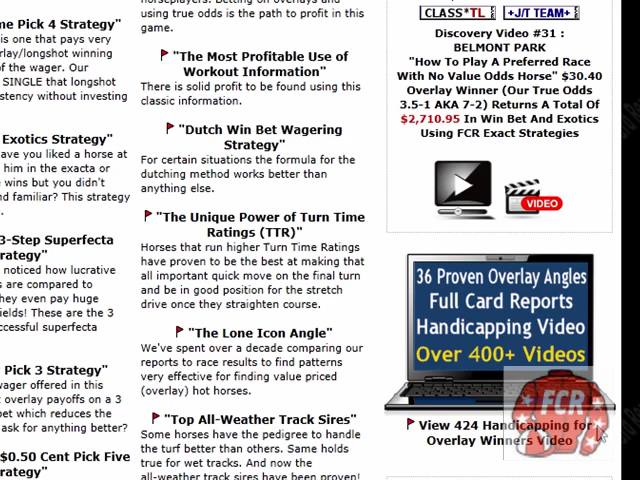 me Pick 4 Strategy"
is one that pays very
rlay/longshot winning
of the wager. Our
SINGLE that longshot
stency without investing
Exotics Strategy"
ave you liked a horse at
him in the exacta or
e wins but you didn't
nd familiar? This strategy
.
3-Step Superfecta
rategy"
noticed how lucrative
s are compared to
hey even pay huge
ields! These are the 3
ccessful superfecta
Pick 3 Strategy"
wager offered in this
t overlay payoffs on a 3
bet which reduces the
ask for anything better?
$0.50 Cent Pick Five
rategy"
horseplayers. Betting on overlays and
using true odds is the path to profit in this
game.
"The Most Profitable Use of
Workout Information"
There is solid profit to be found using this
classic information.
"Dutch Win Bet Wagering
Strategy"
For certain situations the formula for the
dutching method works better than
anything else.
"The Unique Power of Turn Time
Ratings (TTR)"
Horses that run higher Turn Time Ratings
have proven to be the best at making that
all important quick move on the final turn
and be in good position for the stretch
drive once they straighten course.
"The Lone Icon Angle"
We've spent over a decade comparing our
reports to race results to find patterns
very effective for finding value priced
(overlay) hot horses.
"Top All-Weather Track Sires"
Some horses have the pedigree to handle
the turf better than others. Same holds
true for wet tracks. And now the
all-weather track sires have been proven!
CLASS*TL +J/T TEAM+
Discovery Video #31 :
BELMONT PARK
"How To Play A Preferred Race
With No Value Odds Horse" $30.40
Overlay Winner (Our True Odds
3.5-1 AKA 7-2) Returns A Total Of
$2,710.95 In Win Bet And Exotics
Using FCR Exact Strategies
VIDEO
36 Proven Overlay Angles
Full Card Reports
Handicapping Video
Over 400+ Videos
FCR
View 424 Handicapping for
Overlay Winners Video